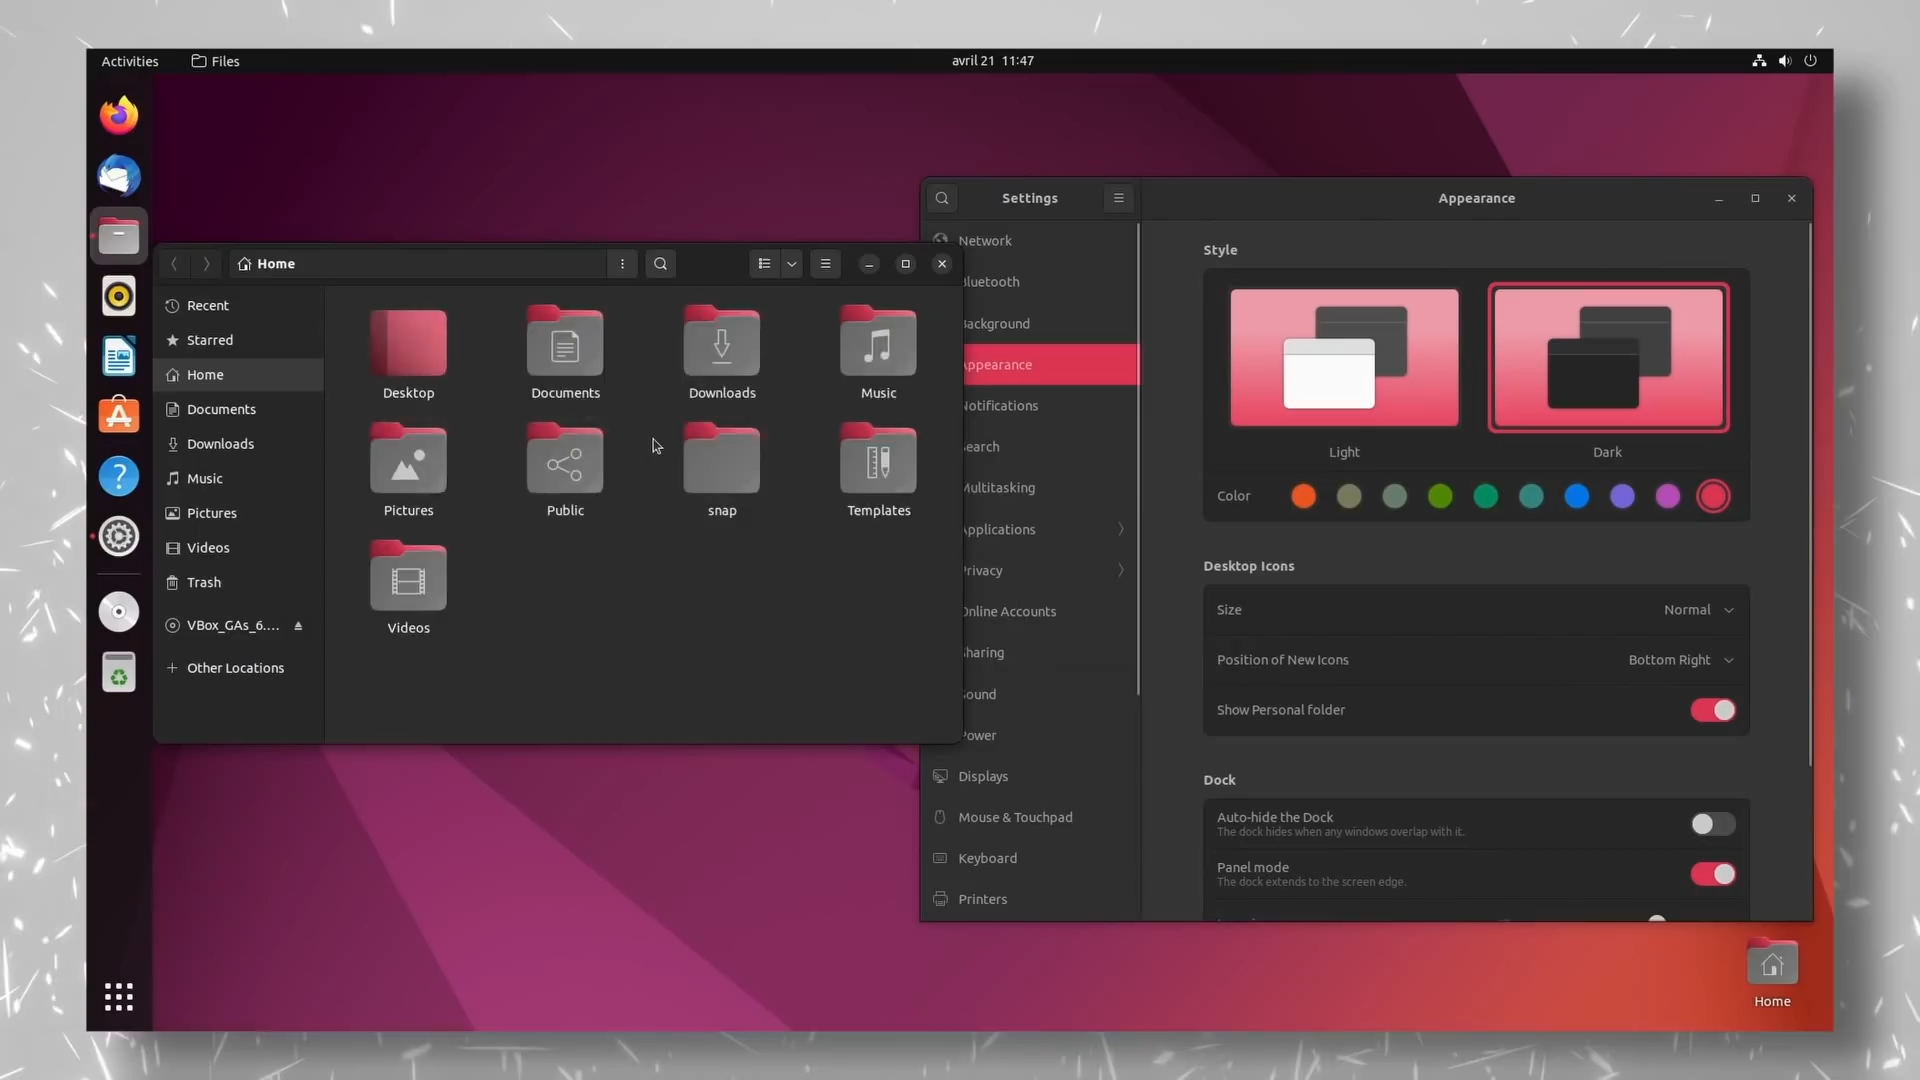 Activities
Files
avril 21 11:47
Home
Recent
Starred
Home
Documents
Downloads
Music
Pictures
Videos
Trash
VBox_GAs_6....
Other Locations
Desktop
Documents
Downloads
Music
Pictures
Public
snap
Templates
Videos
Settings
Network
luetooth
ackground
ppearance
otifications
earch
ultitasking
pplications
rivacy
nline Accounts
haring
ound
ower
Displays
Mouse & Touchpad
Keyboard
Printers
Appearance
Style
Light
Dark
Color
Desktop Icons
Size
Normal
Position of New Icons
Bottom Right
Show Personal folder
Dock
Auto-hide the Dock
The dock hides when any windows overlap with it.
Panel mode
The dock extends to the screen edge.
Home